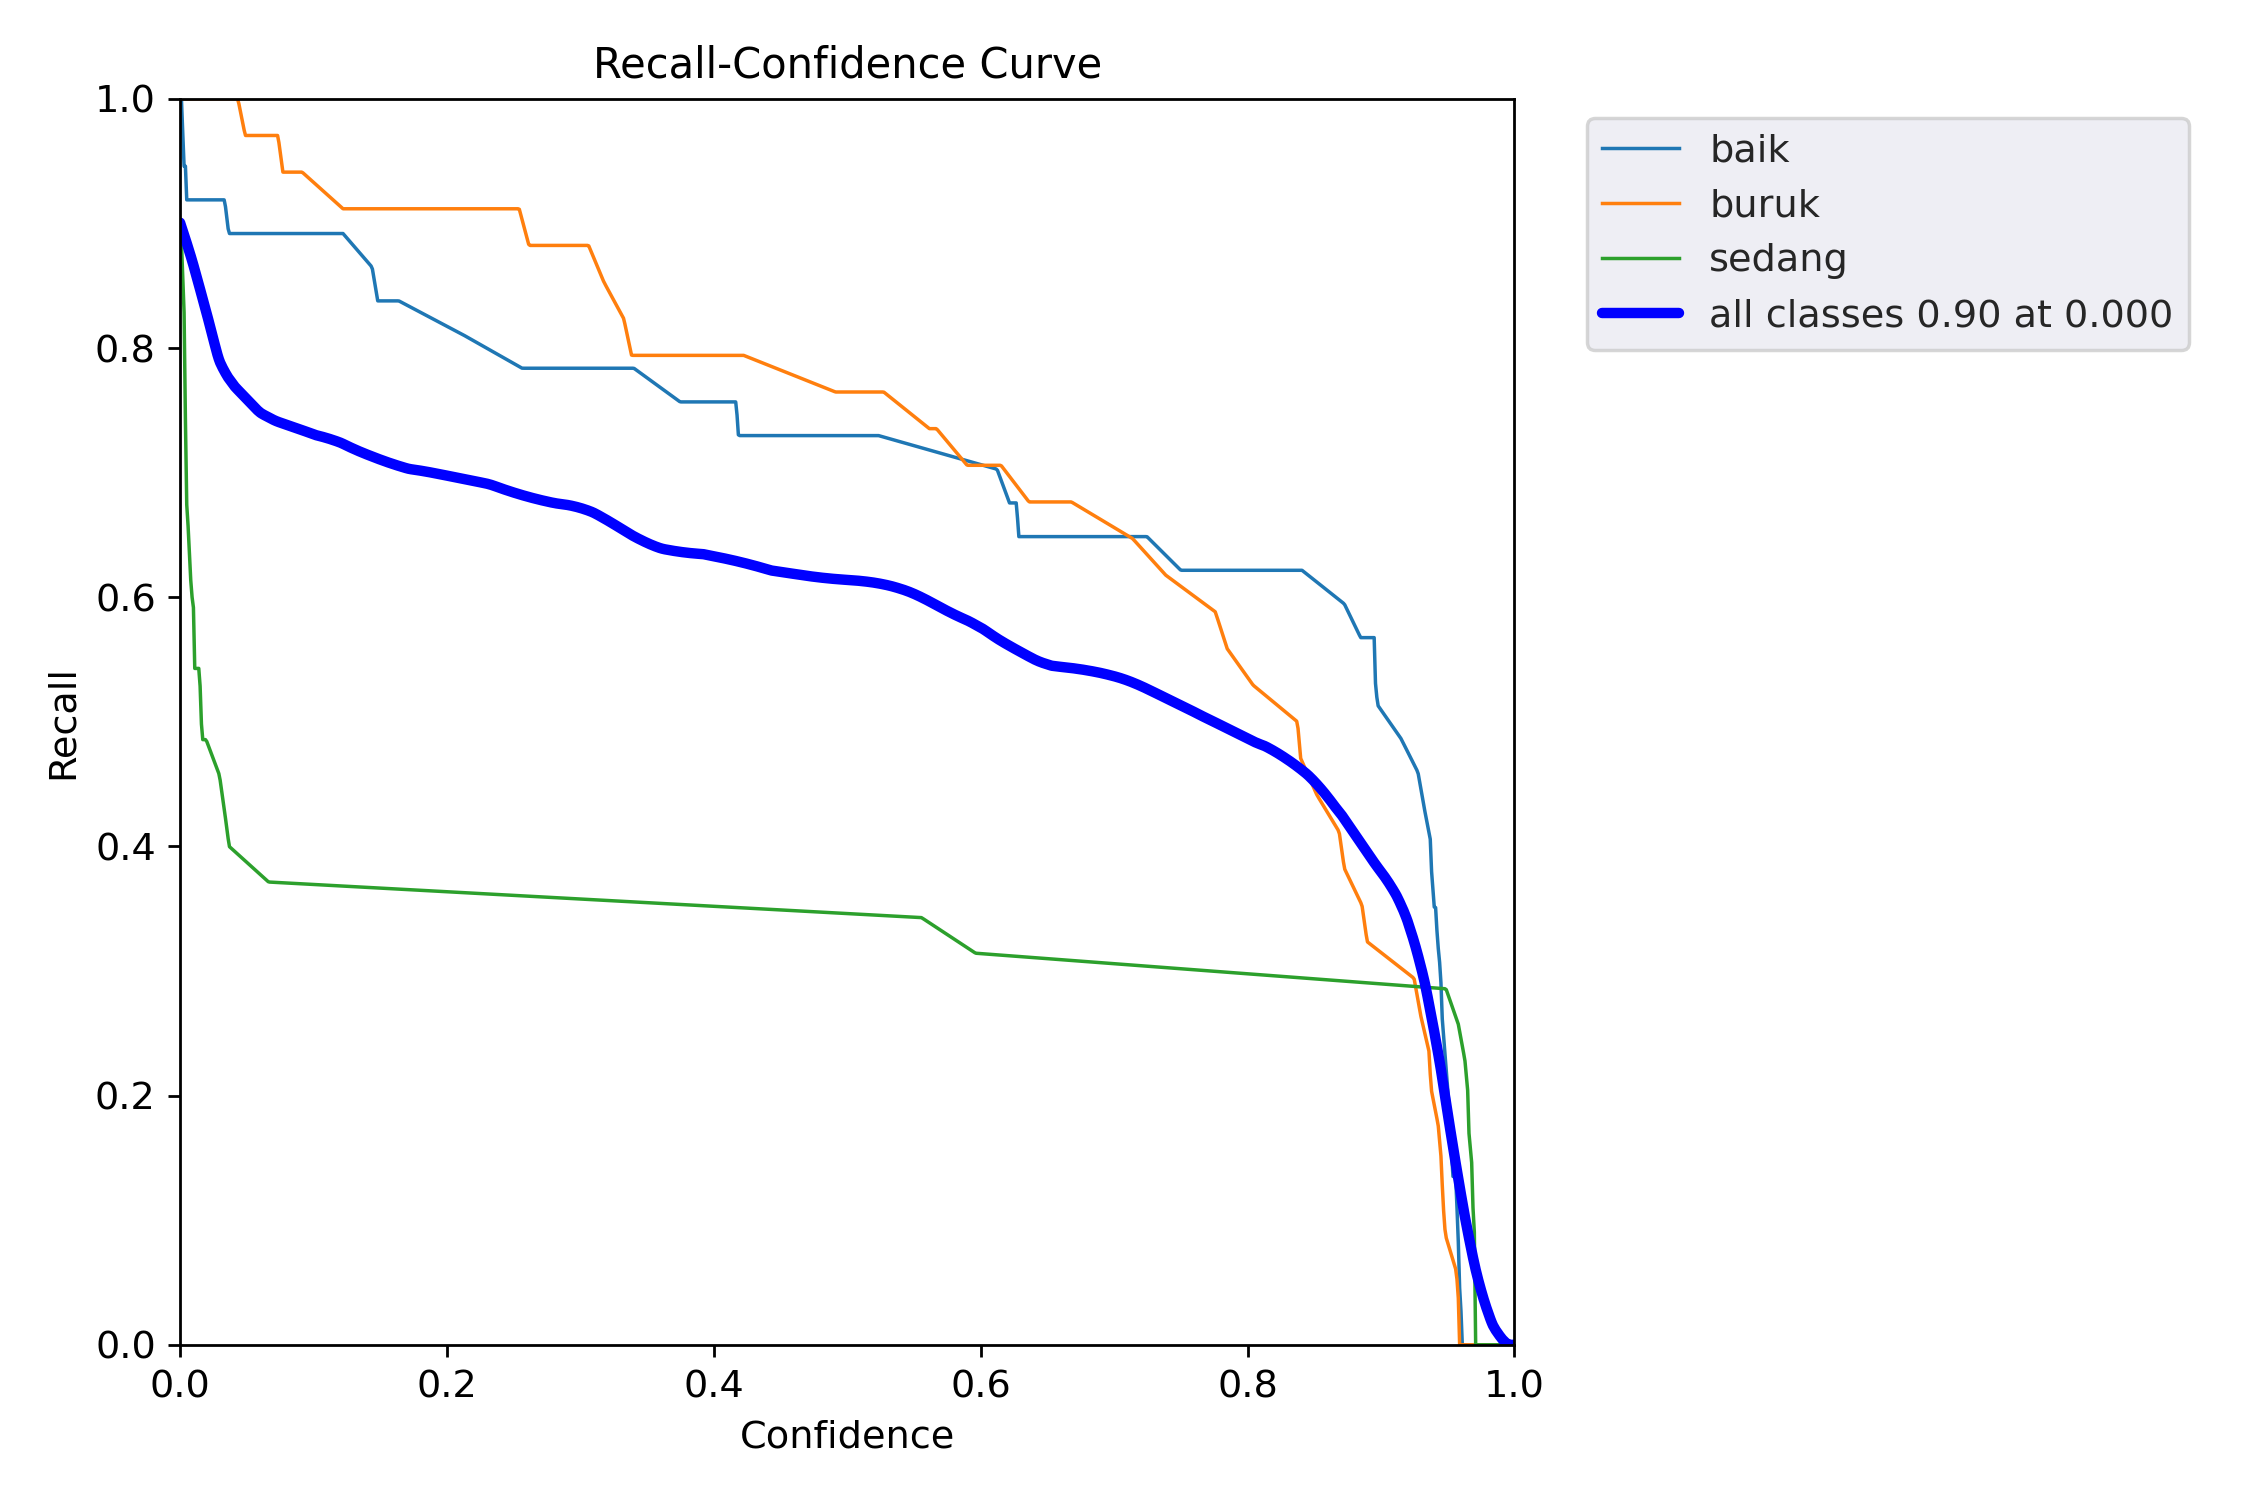 Recall-Confidence Curve
1.0
0.8
0.6
0.4
0.2
0.0
Recall
0.0 0.2 0.4 0.6 0.8 1.0
Confidence
baik
buruk
sedang
all classes 0.90 at 0.000